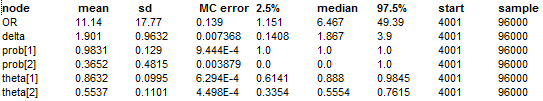 node mean sd MC error 2.5% median 97.5% start sample
OR 11.14 17.77 0.139 1.151 6.467 49.39 4001 96000
delta 1.901 0.9632 0.007368 0.1408 1.867 3.9 4001 96000
prob[1] 0.9831 0.129 9.444E-4 1.0 1.0 1.0 4001 96000
prob[2] 0.3652 0.4815 0.003879 0.0 0.0 1.0 4001 96000
theta[1] 0.8632 0.0995 6.294E-4 0.6141 0.888 0.9845 4001 96000
theta[2] 0.5537 0.1101 4.498E-4 0.3354 0.5554 0.7615 4001 96000